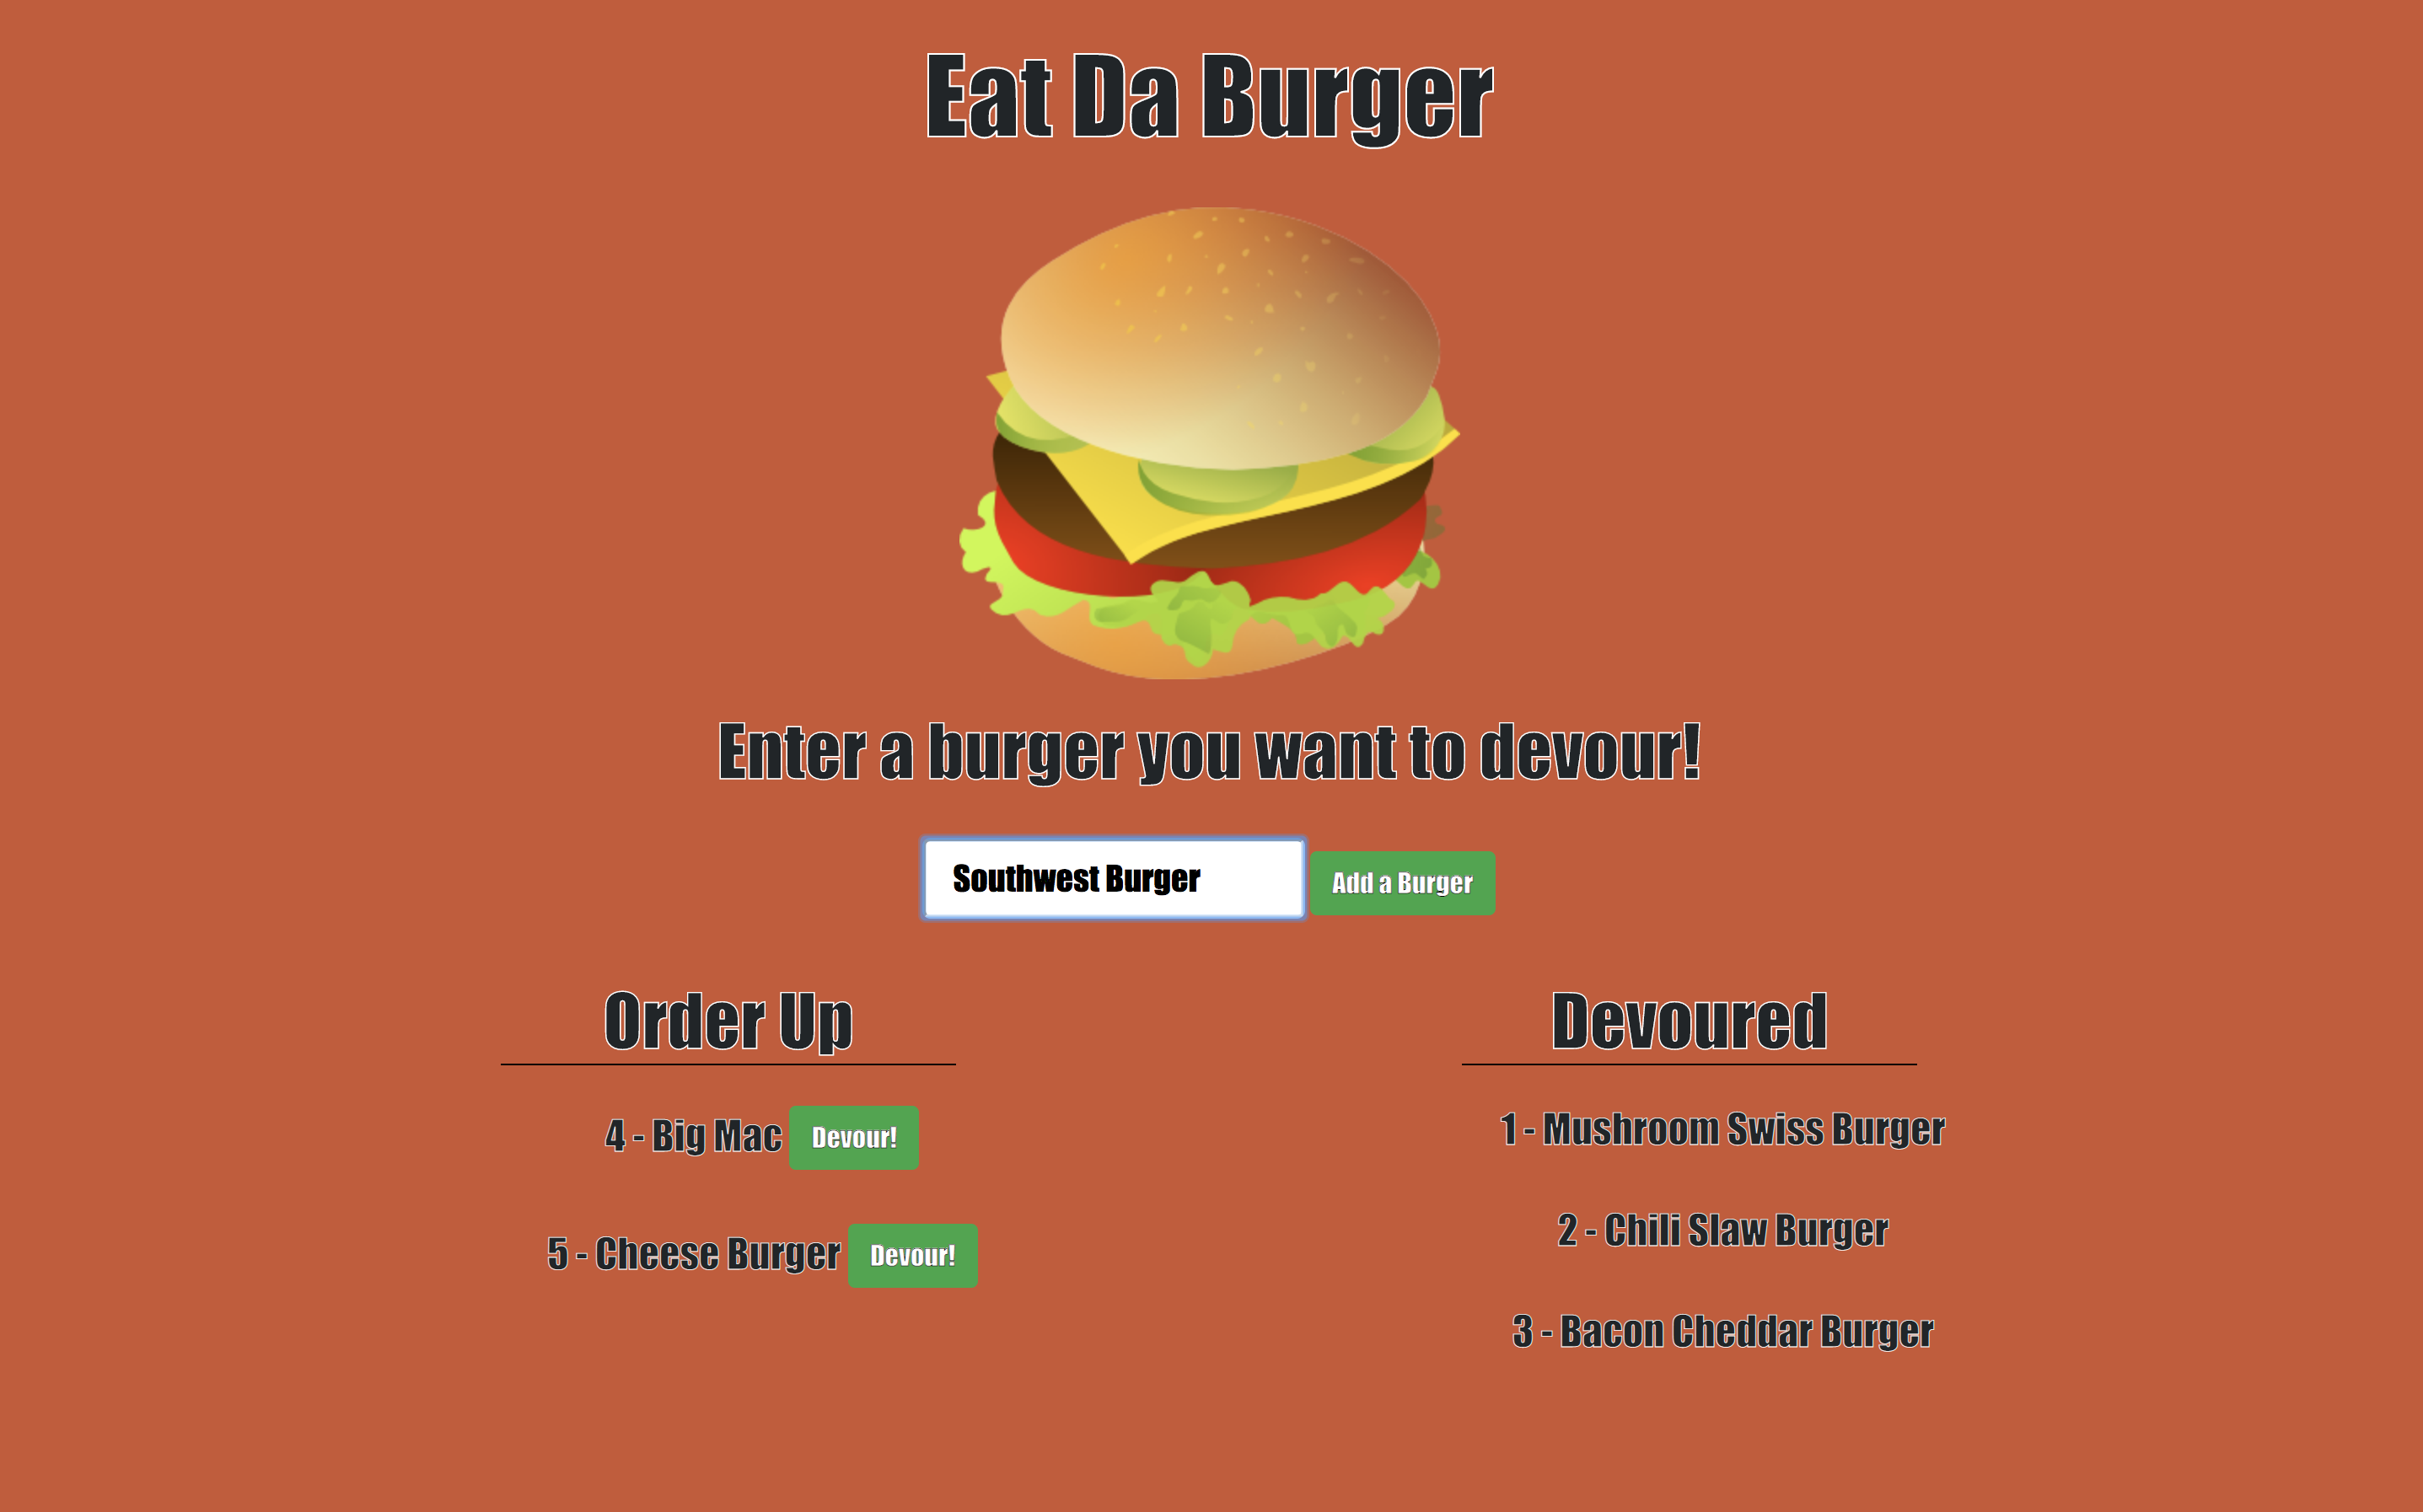 Eat Da Burger
Enter a burger you want to devour!
Southwest Burger
Add a Burger
Order Up
4 - Big Mac Devour!
5 - Cheese Burger Devour!
Devoured
1 - Mushroom Swiss Burger
2 - Chili Slaw Burger
3 - Bacon Cheddar Burger